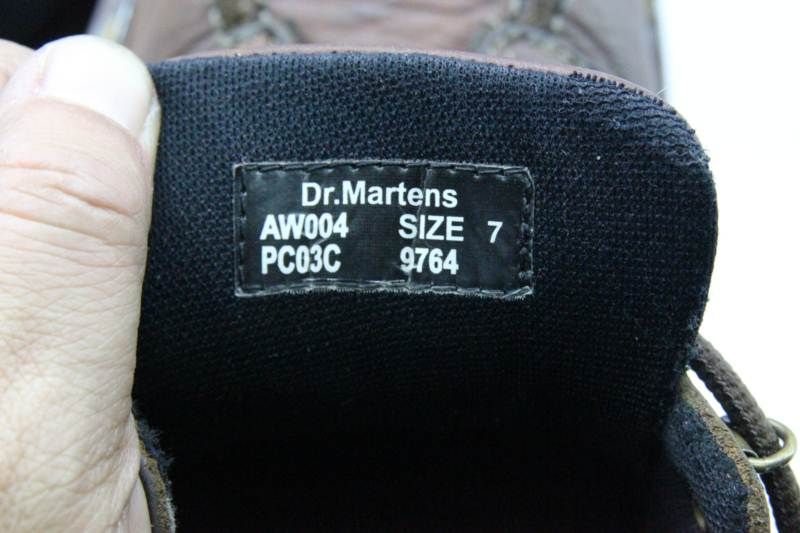 Dr.Martens
AW004 SIZE 7
PC03C 9764